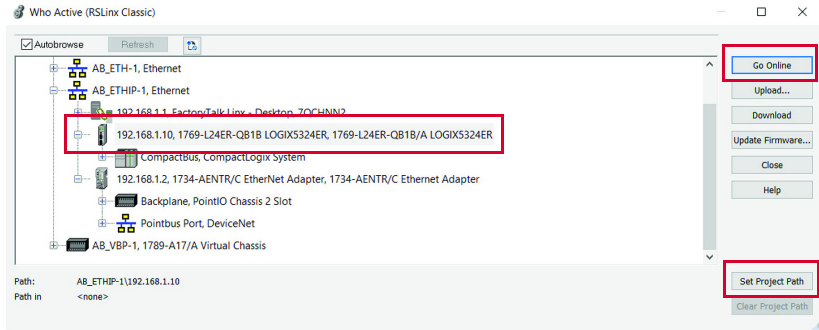 Who Active (RSLinx Classic)
Autobrowse
Refresh
Go Online
AB_ETH-1, Ethernet
AB_ETHIP-1, Ethernet
Upload...
192.168.1.1, FactoryTalk Linx - Desktop, 7QCHNN2
Download
192.168.1.10, 1769-L24ER-QB1B LOGIX5324ER, 1769-L24ER-QB1B/A LOGIX5324ER
Update Firmware...
CompactBus, CompactLogix System
Close
192.168.1.2, 1734-AENTR/C EtherNet Adapter, 1734-AENTR/C Ethernet Adapter
Help
Backplane, PointIO Chassis 2 Slot
Pointbus Port, DeviceNet
AB_VBP-1, 1789-A17/A Virtual Chassis
Path: AB_ETHIP-1\192.168.1.10
Set Project Path
Path in <none>
Clear Project Path